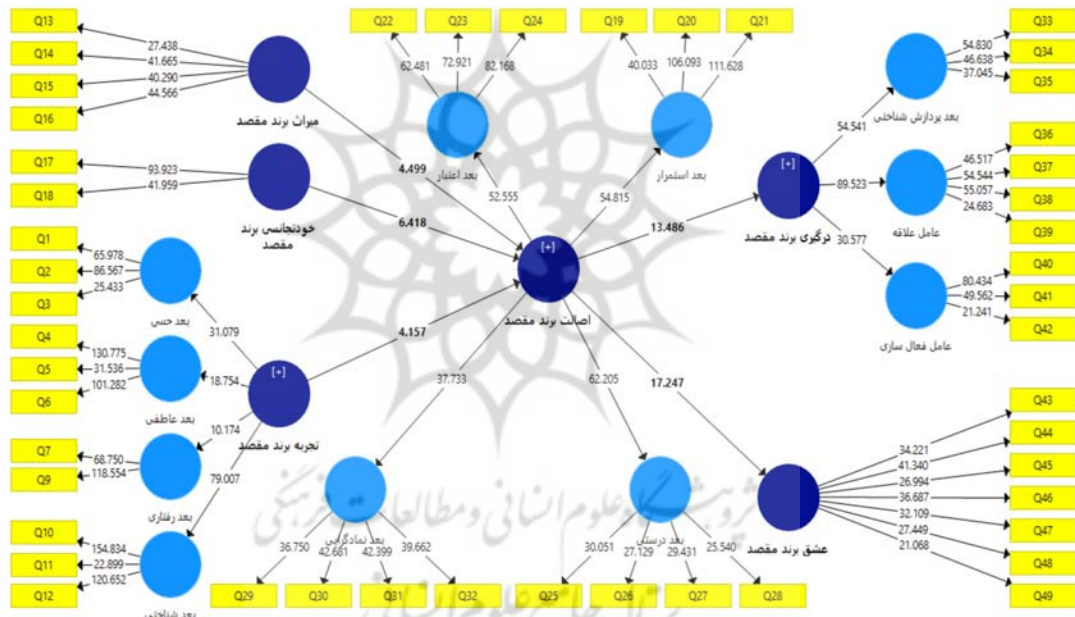 Q13
Q14
Q15
Q16
27.438
41.665
40.290
44.566
میراث برند مقصد
Q17
Q18
93.923
41.959
خودتجانسی برند
مقصد
4.499
6.418
4.157
Q1
Q2
Q3
65.978
86.567
25.433
بعد حسی
31.079
Q4
Q5
Q6
130.775
31.536
101.282
بعد عاطفی
18.754
تجربه برند مقصد
[+]
Q7
Q9
68.750
118.554
بعد رفتاری
10.174
79.007
Q10
Q11
Q12
154.834
22.899
120.652
بعد شناختی
Q22
Q23
Q24
62.481
72.921
82.168
بعد اعتبار
52.555
Q19
Q20
Q21
40.033
106.093
111.628
بعد استمرار
54.815
[+]
اصالت برند مقصد
13.486
[+]
درگیری برند مقصد
54.541
89.523
30.577
Q33
Q34
Q35
54.830
46.638
37.045
بعد پردازش شناختی
Q36
Q37
Q38
Q39
46.517
54.544
55.057
24.683
عامل علاقه
Q40
Q41
Q42
80.434
49.562
21.241
عامل فعال سازی
37.733
62.205
17.247
بعد نمادگرایی
36.750
42.681
42.399
39.662
Q29
Q30
Q31
Q32
بعد درستی
30.051
27.129
29.431
25.540
Q25
Q26
Q27
Q28
عشق برند مقصد
34.221
41.340
26.994
36.687
32.109
27.449
21.068
Q43
Q44
Q45
Q46
Q47
Q48
Q49
پژوهشگاه علوم انسانی و مطالعات فرهنگی
پرتال جامع علوم انسانی